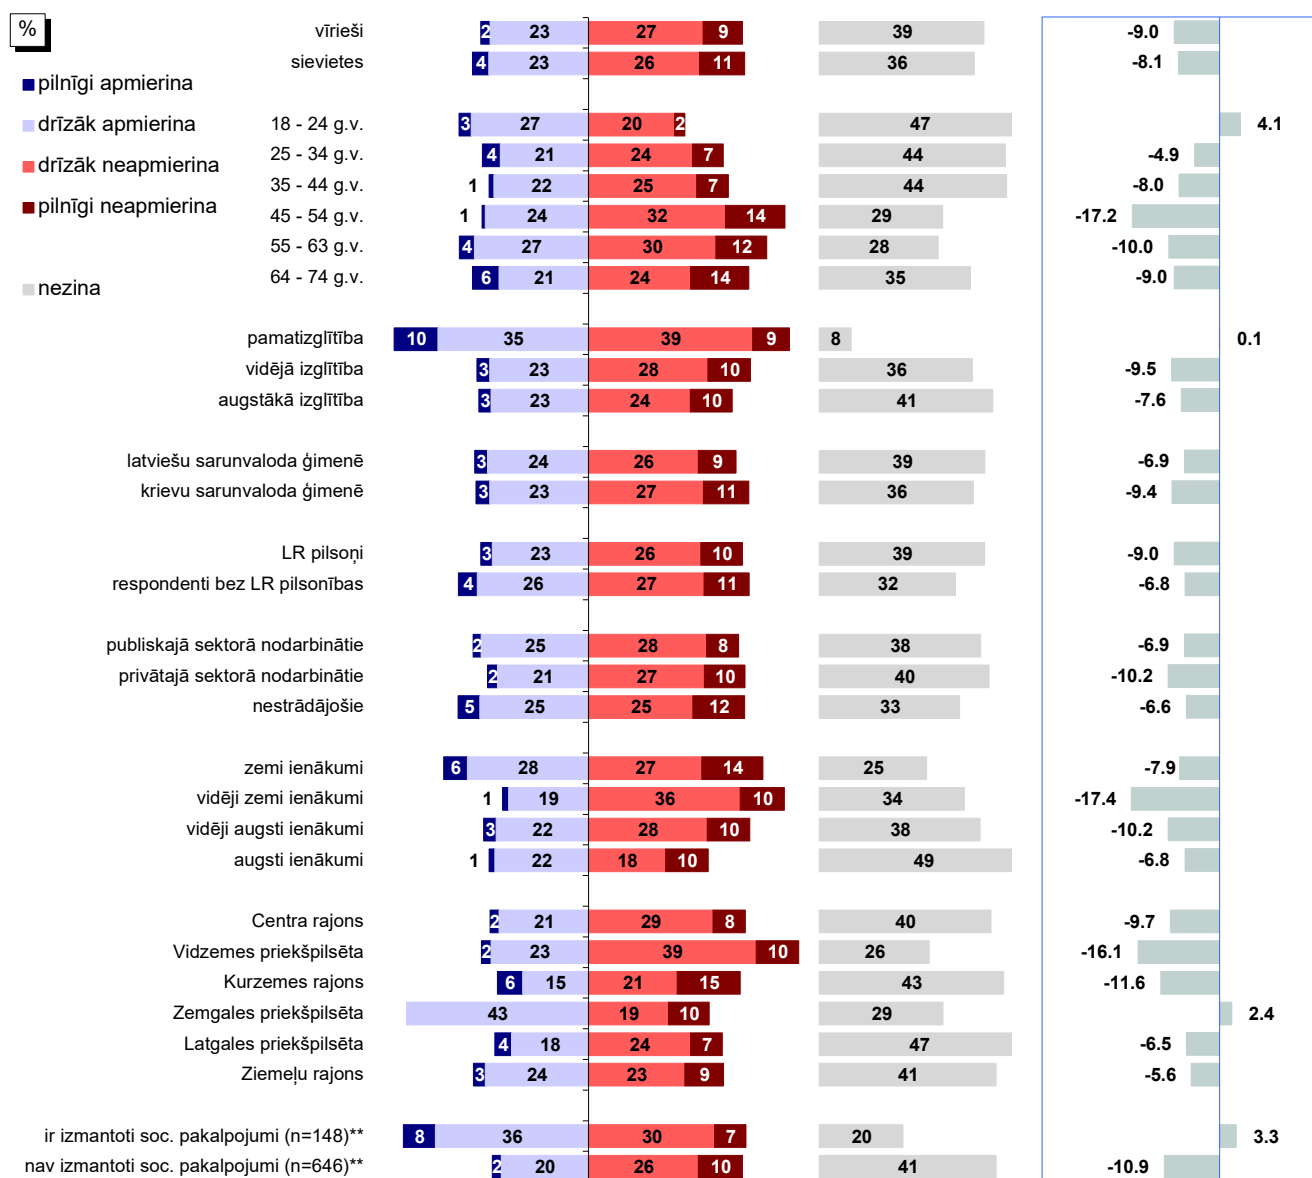 %
pilnīgi apmierina
drīzāk apmierina
drīzāk neapmierina
pilnīgi neapmierina
nezina
vīrieši 2 23 27 9 39 -9.0
sievietes 4 23 26 11 36 -8.1
18 - 24 g.v. 3 27 20 2 47 4.1
25 - 34 g.v. 4 21 24 7 44 -4.9
35 - 44 g.v. 1 22 25 7 44 -8.0
45 - 54 g.v. 1 24 32 14 29 -17.2
55 - 63 g.v. 4 27 30 12 28 -10.0
64 - 74 g.v. 6 21 24 14 35 -9.0
pamatizglītība 10 35 39 9 8 0.1
vidējā izglītība 3 23 28 10 36 -9.5
augstākā izglītība 3 23 24 10 41 -7.6
latviešu sarunvaloda ģimenē 3 24 26 9 39 -6.9
krievu sarunvaloda ģimenē 3 23 27 11 36 -9.4
LR pilsoņi 3 23 26 10 39 -9.0
respondenti bez LR pilsonības 4 26 27 11 32 -6.8
publiskajā sektorā nodarbinātie 2 25 28 8 38 -6.9
privātajā sektorā nodarbinātie 2 21 27 10 40 -10.2
nestrādājošie 5 25 25 12 33 -6.6
zemi ienākumi 6 28 27 14 25 -7.9
vidēji zemi ienākumi 1 19 36 10 34 -17.4
vidēji augsti ienākumi 3 22 28 10 38 -10.2
augsti ienākumi 1 22 18 10 49 -6.8
Centra rajons 2 21 29 8 40 -9.7
Vidzemes priekšpilsēta 2 23 39 10 26 -16.1
Kurzemes rajons 6 15 21 15 43 -11.6
Zemgales priekšpilsēta 43 19 10 29 2.4
Latgales priekšpilsēta 4 18 24 7 47 -6.5
Ziemeļu rajons 3 24 23 9 41 -5.6
ir izmantoti soc. pakalpojumi (n=148)** 8 36 30 7 20 3.3
nav izmantoti soc. pakalpojumi (n=646)** 2 20 26 10 41 -10.9